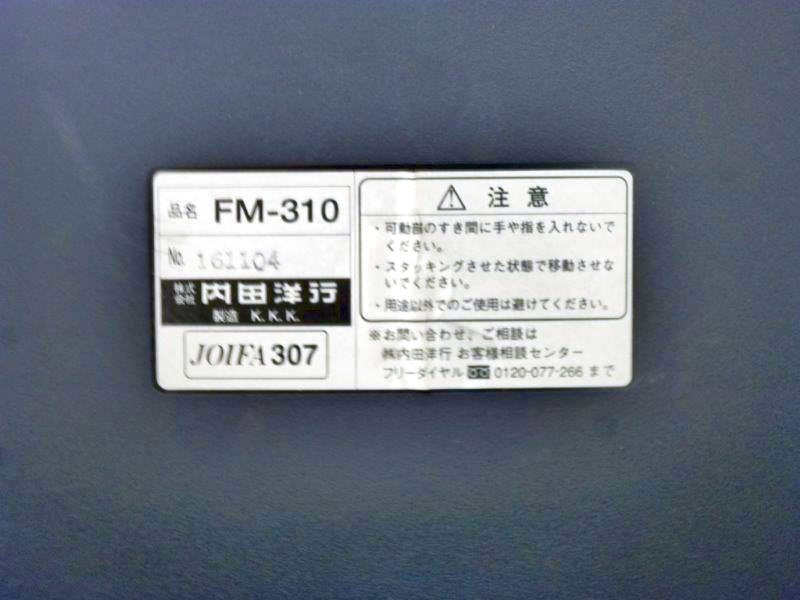 品名 FM-310
No. 161104
株式会社 内田洋行
製造 K.K.K.
JOIFA 307
⚠ 注意
・可動部のすき間に手や指を入れないで
ください。
・スタッキングさせた状態で移動させな
いでください。
・用途以外でのご使用は避けてください。
※お問い合わせ、ご相談は
㈱内田洋行 お客様相談センター
フリーダイヤル 0120-077-266 まで